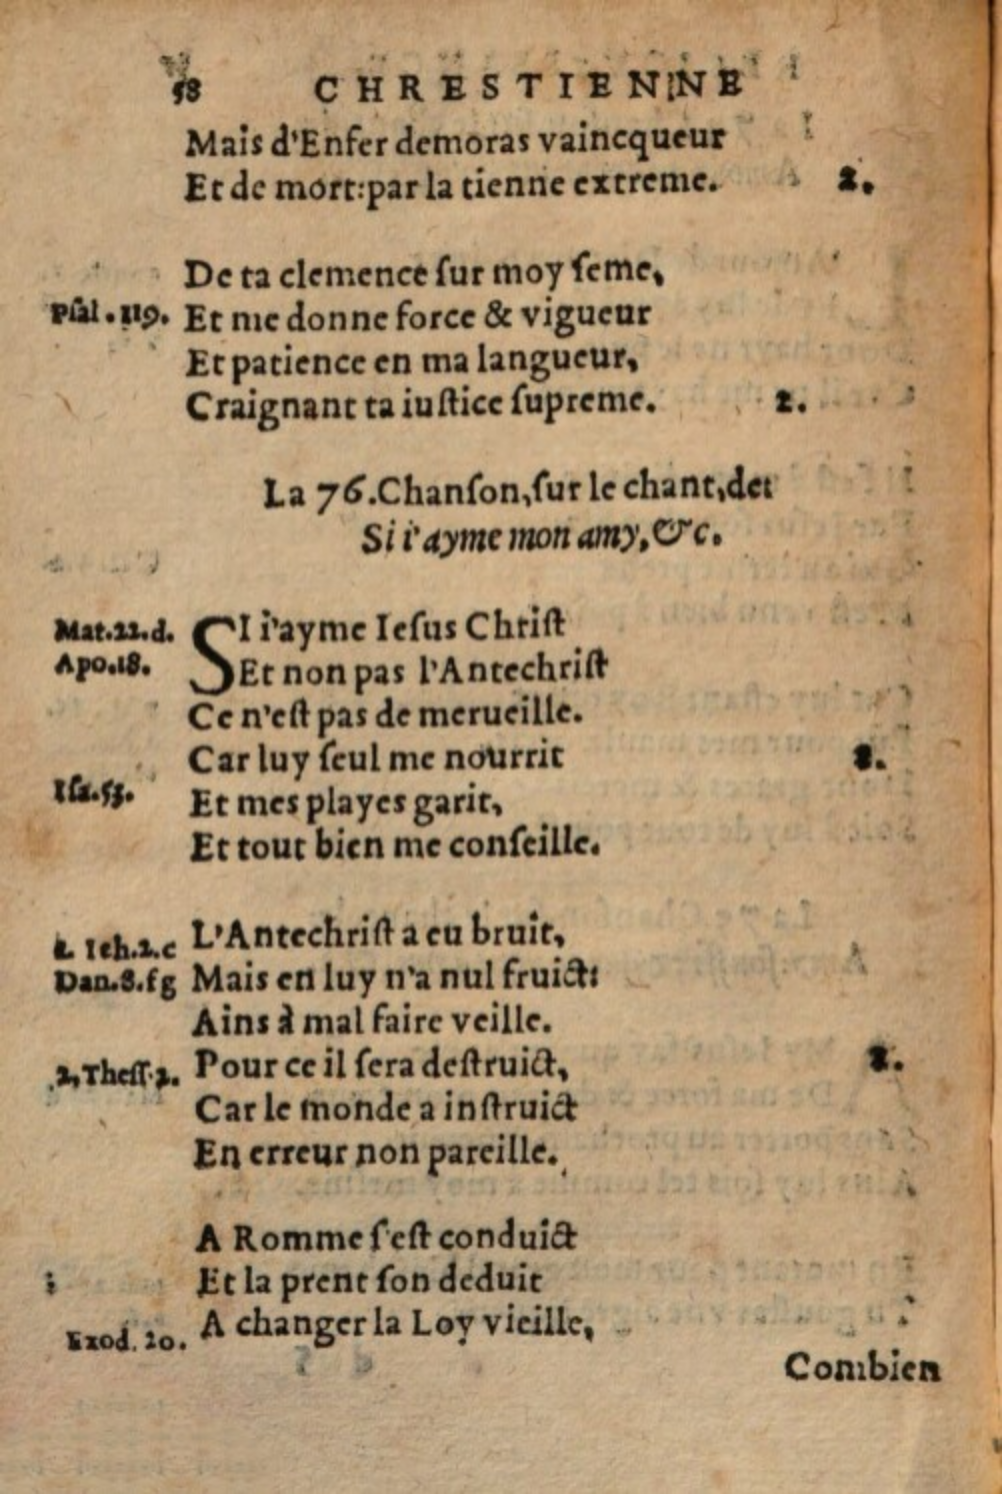 58 CHRESTIENNE
Mais d'Enfer demoras vaincqueur
Et de mort:par la tienne extreme. 2.
De ta clemence ſur moy ſeme,
Pſal.119. Et me donne force & vigueur
Et patience en ma langueur,
Craignant ta iuſtice ſupreme. 2.
La 76.Chanſon,ſur le chant,de:
Si i'ayme mon amy,&c.
Mat.22.d. SI i'ayme Ieſus Chriſt
Apo.18. Et non pas l'Antechriſt
Ce n'eſt pas de merueille.
Car luy ſeul me nourrit 2.
Iſa.53. Et mes playes garit,
Et tout bien me conſeille.
Ieh.2.c L'Antechriſt a eu bruit,
Dan.8.fg Mais en luy n'a nul fruict:
Ains à mal faire veille.
2,Theſſ.2. Pour ce il ſera deſtruict, 2.
Car le monde a inſtruict
En erreur non pareille.
A Romme ſ'eſt conduict
Et la prent ſon deduit
Exod.20. A changer la Loy vieille,
Combien